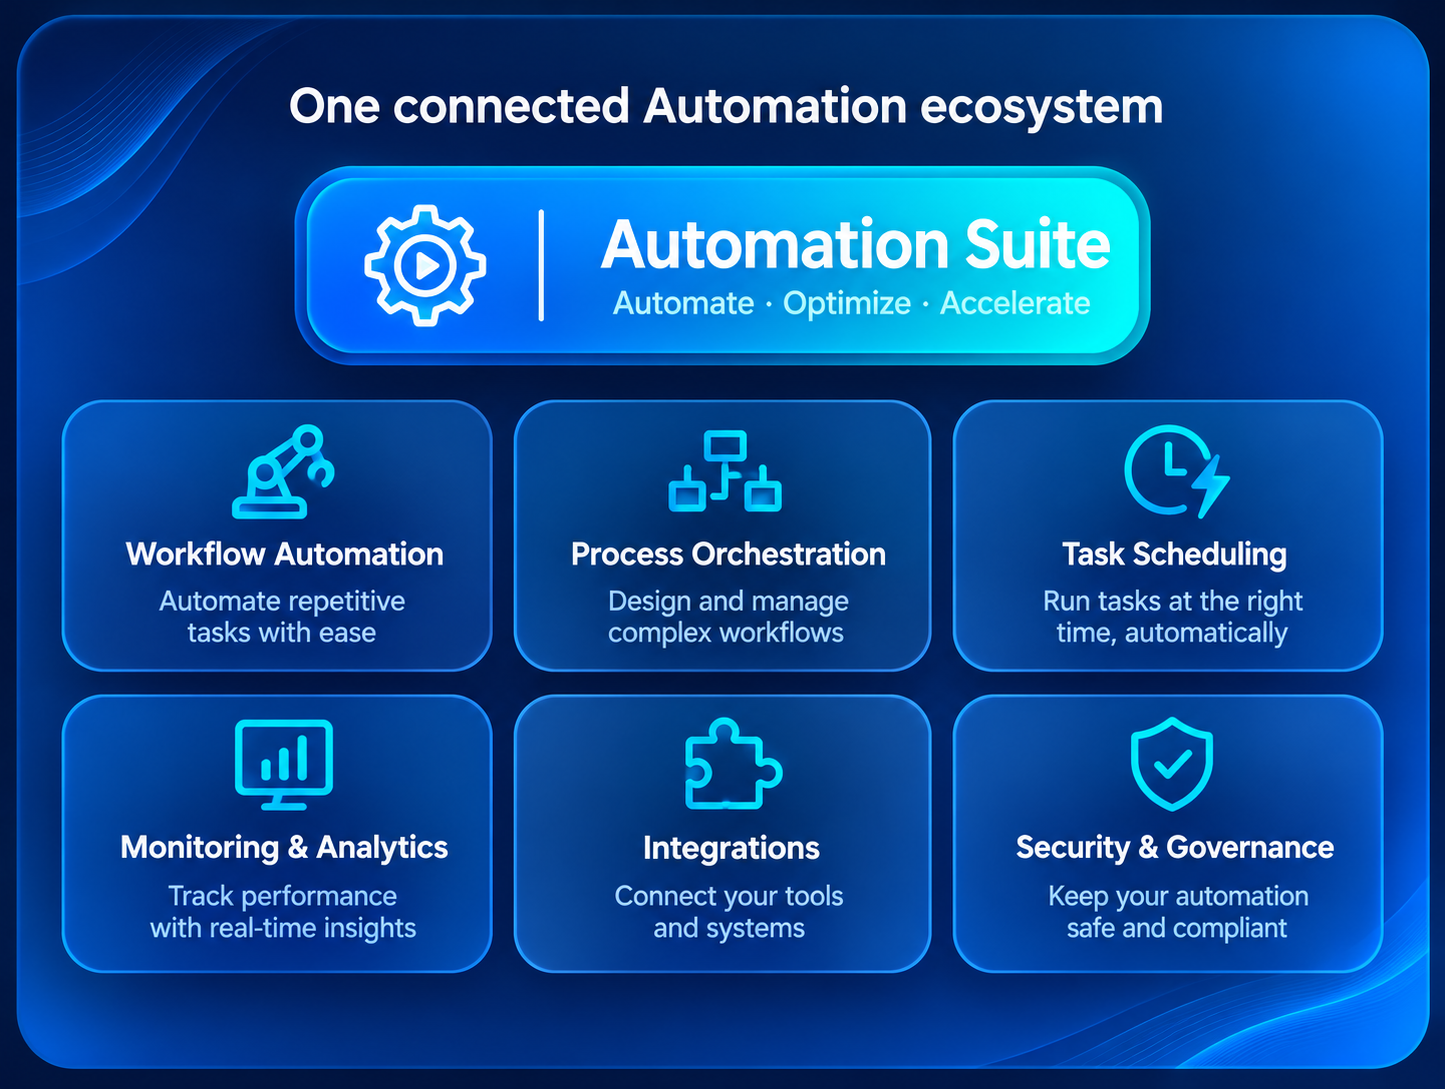 One connected Automation ecosystem
Automation Suite
Automate · Optimize · Accelerate
Workflow Automation
Automate repetitive
tasks with ease
Process Orchestration
Design and manage
complex workflows
Task Scheduling
Run tasks at the right
time, automatically
Monitoring & Analytics
Track performance
with real-time insights
Integrations
Connect your tools
and systems
Security & Governance
Keep your automation
safe and compliant